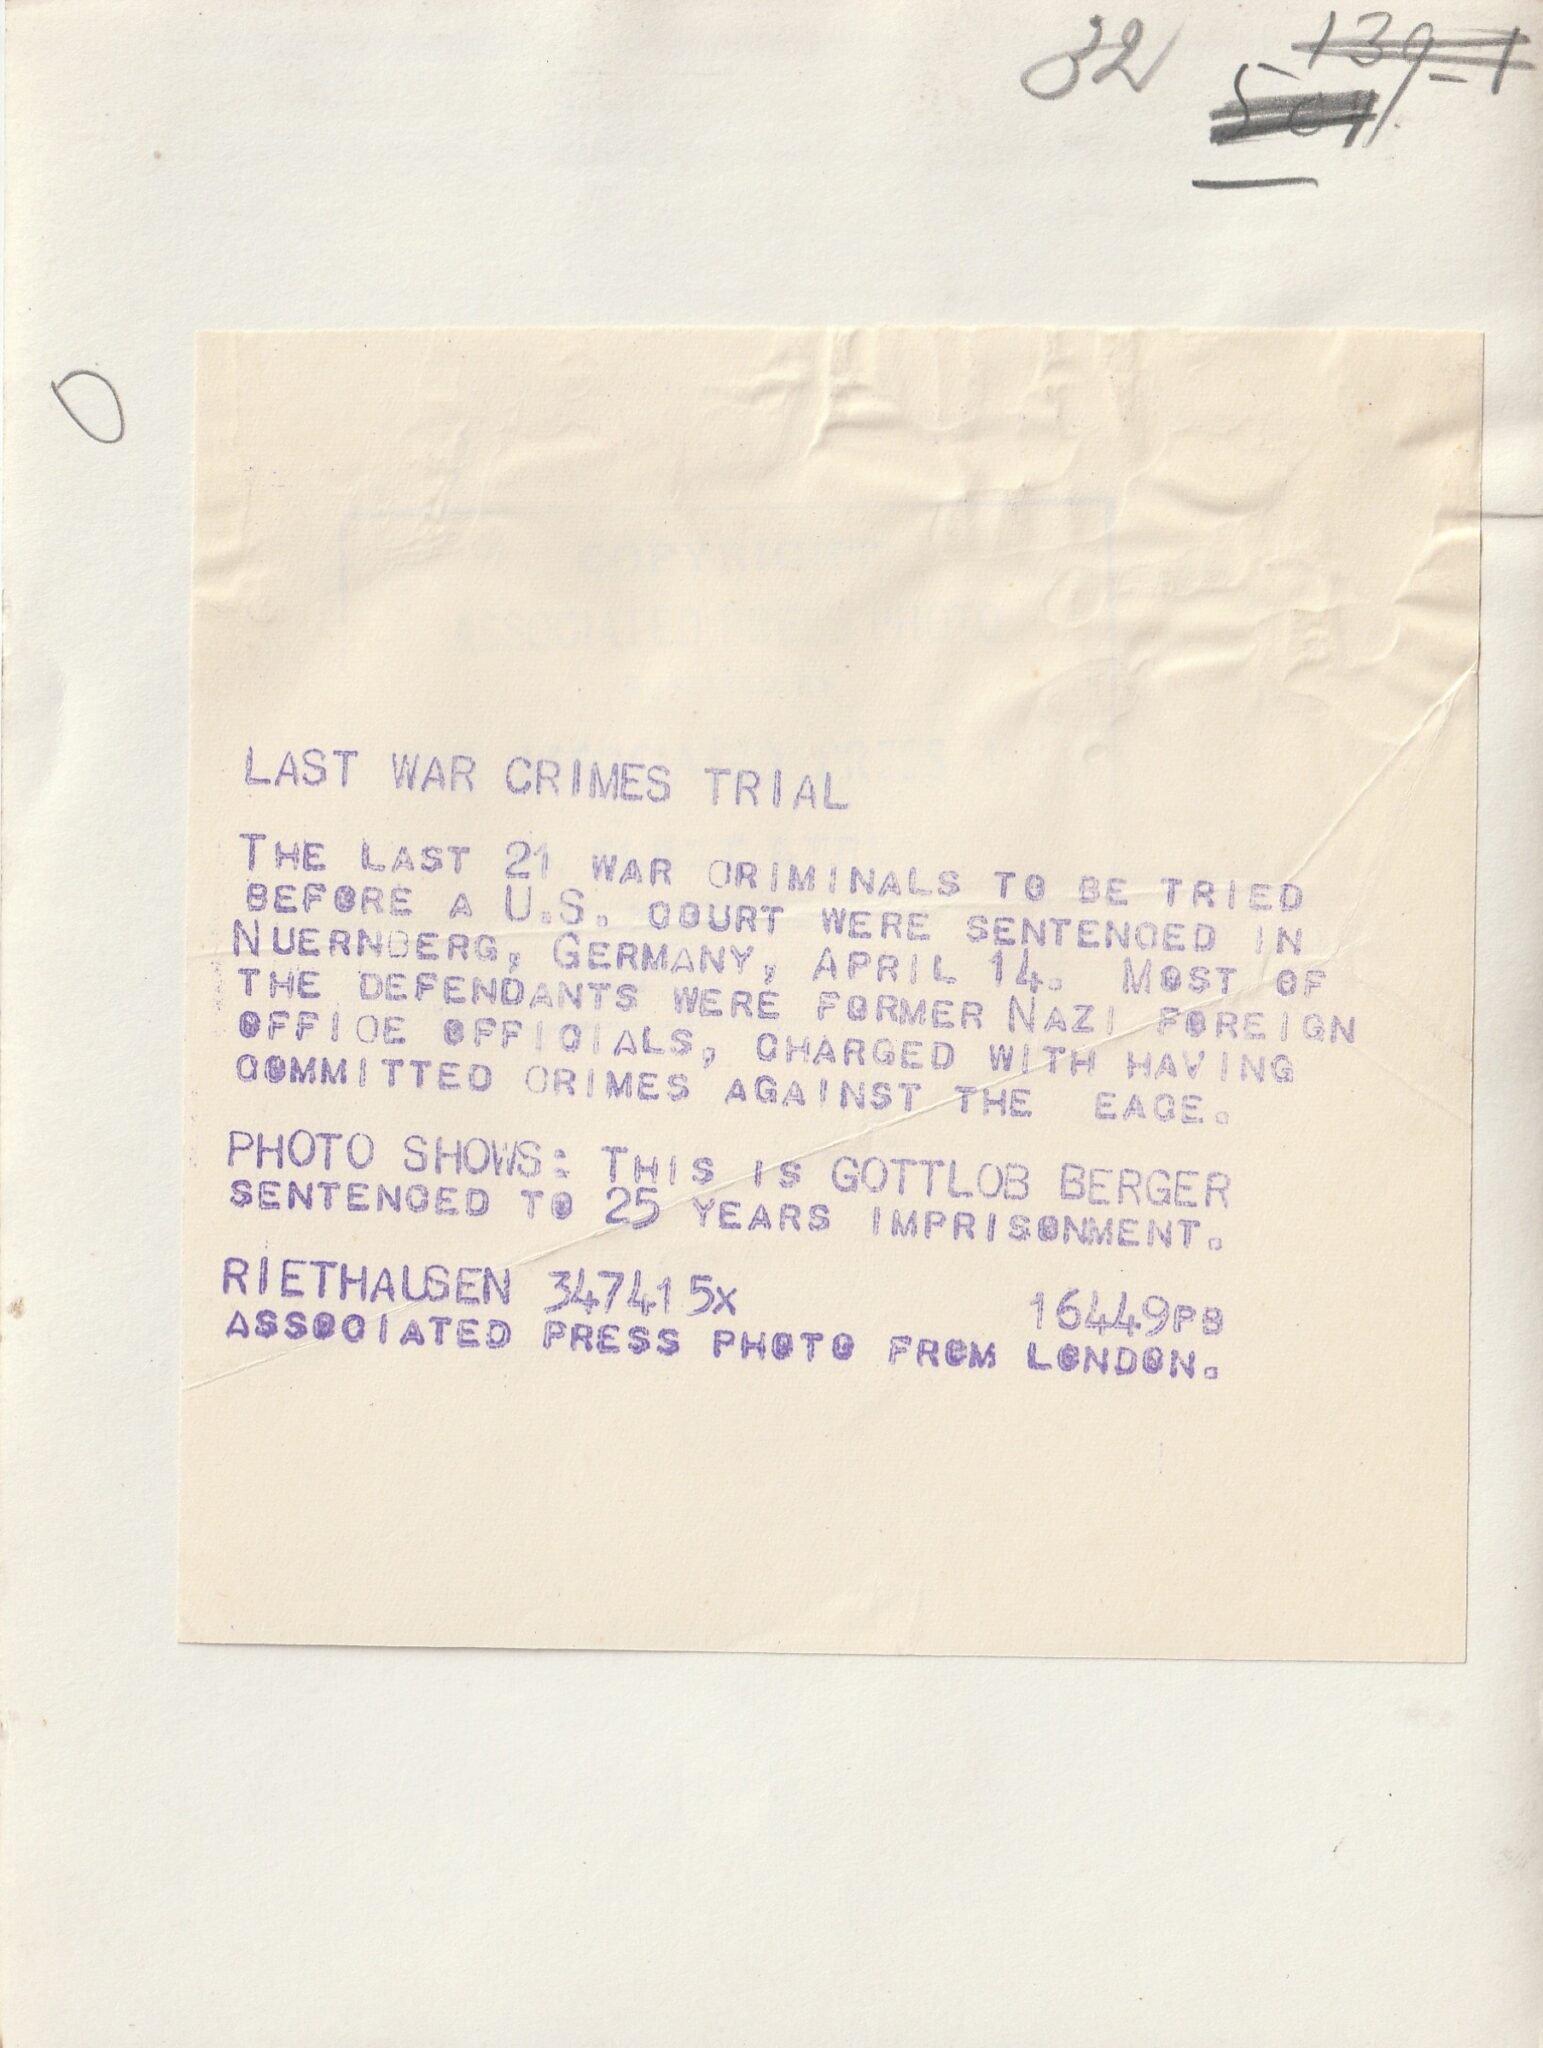 32
139-1
LAST WAR CRIMES TRIAL
THE LAST 21 WAR CRIMINALS TO BE TRIED
BEFORE A U.S. COURT WERE SENTENCED IN
NUERNBERG, GERMANY, APRIL 14. MOST OF
THE DEFENDANTS WERE FORMER NAZI FOREIGN
OFFICE OFFICIALS, CHARGED WITH HAVING
COMMITTED CRIMES AGAINST THE EACE.
PHOTO SHOWS: THIS IS GOTTLOB BERGER
SENTENCED TO 25 YEARS IMPRISONMENT.
RIETHAUSEN 347415x 16449PB
ASSOCIATED PRESS PHOTO FROM LONDON.